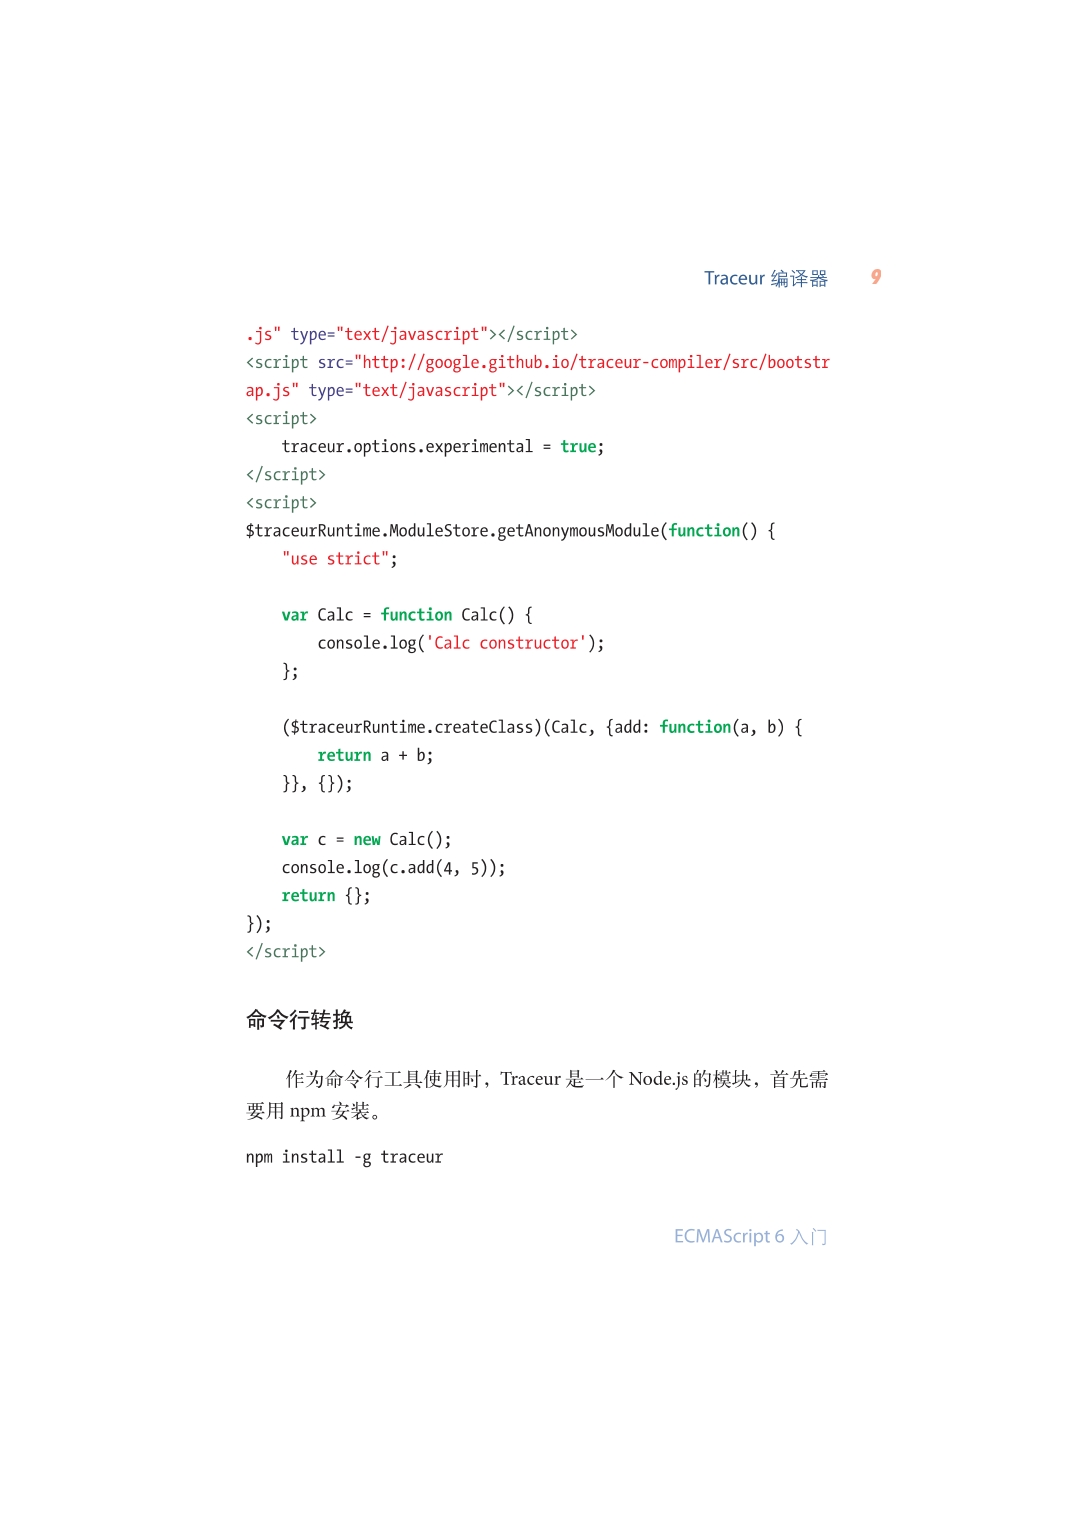 Traceur 编译器 9
.js" type="text/javascript"></script>
<script src="http://google.github.io/traceur-compiler/src/bootstr
ap.js" type="text/javascript"></script>
<script>
    traceur.options.experimental = true;
</script>
<script>
$traceurRuntime.ModuleStore.getAnonymousModule(function() {
    "use strict";

    var Calc = function Calc() {
        console.log('Calc constructor');
    };

    ($traceurRuntime.createClass)(Calc, {add: function(a, b) {
        return a + b;
    }}, {});

    var c = new Calc();
    console.log(c.add(4, 5));
    return {};
});
</script>
命令行转换
作为命令行工具使用时，Traceur 是一个 Node.js 的模块，首先需
要用 npm 安装。
npm install -g traceur
ECMAScript 6 入门